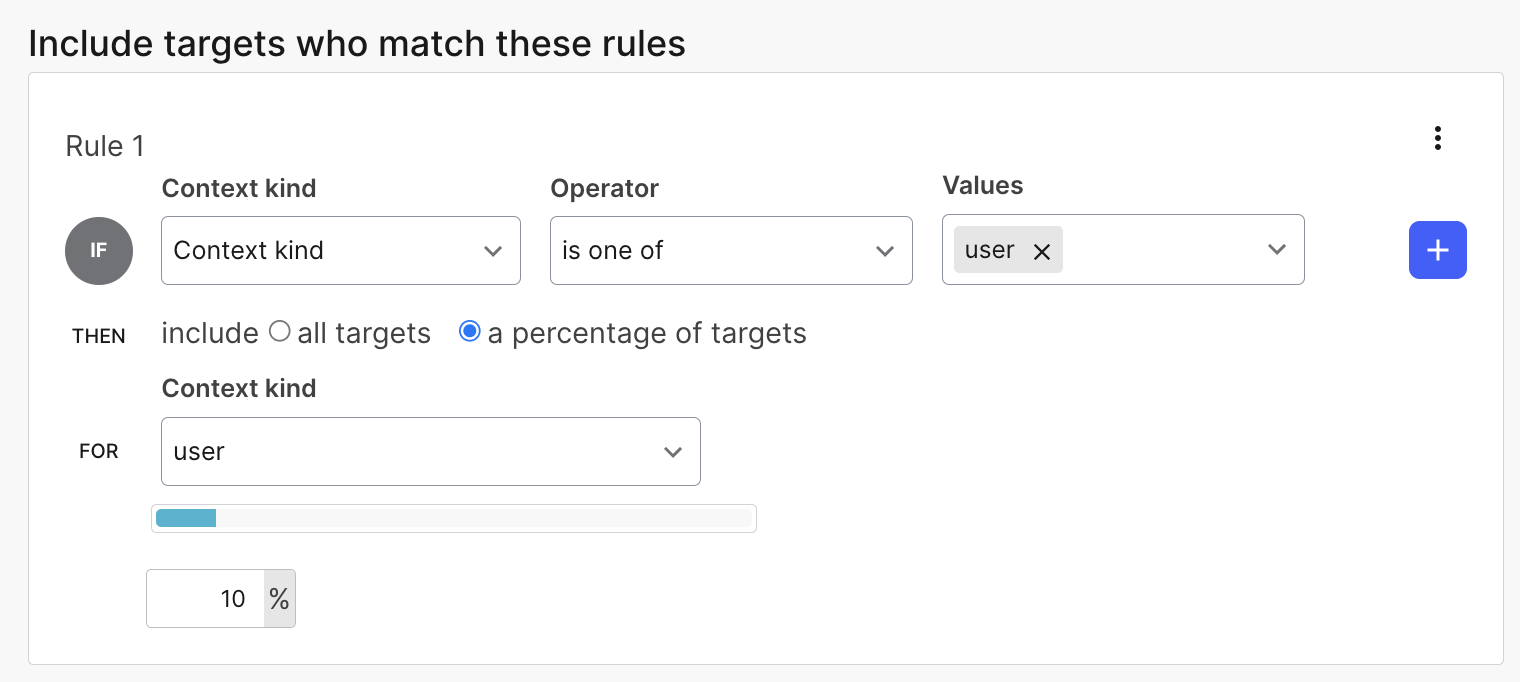 Include targets who match these rules
Rule 1
Context kind Operator Values
IF Context kind is one of user
THEN include all targets a percentage of targets
Context kind
FOR user
10 %